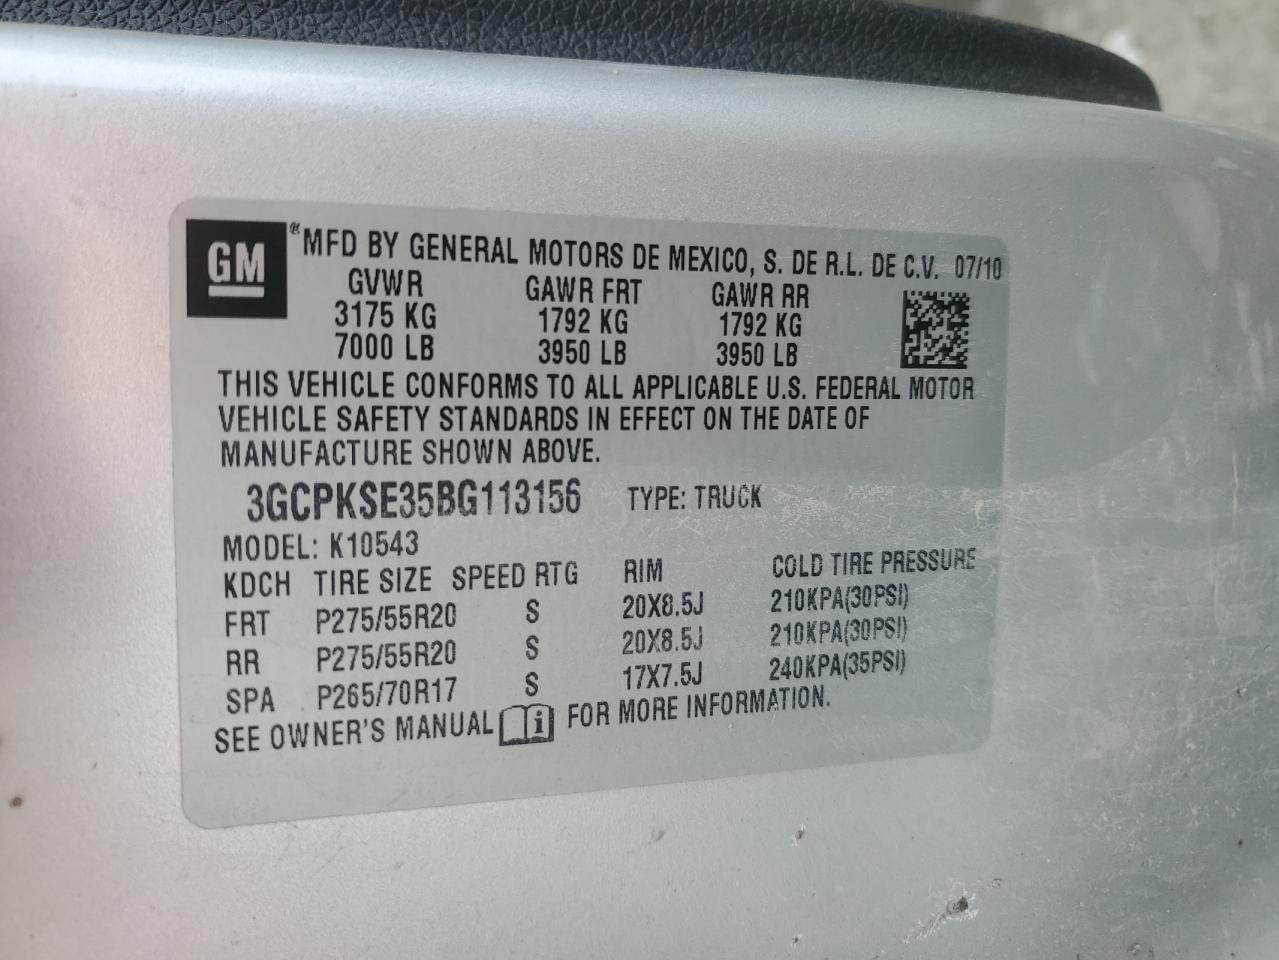 GM
® MFD BY GENERAL MOTORS DE MEXICO, S. DE R.L. DE C.V. 07/10
GVWR GAWR FRT GAWR RR
3175 KG 1792 KG 1792 KG
7000 LB 3950 LB 3950 LB
THIS VEHICLE CONFORMS TO ALL APPLICABLE U.S. FEDERAL MOTOR
VEHICLE SAFETY STANDARDS IN EFFECT ON THE DATE OF
MANUFACTURE SHOWN ABOVE.
3GCPKSE35BG113156 TYPE: TRUCK
MODEL: K10543
KDCH TIRE SIZE SPEED RTG RIM COLD TIRE PRESSURE
FRT P275/55R20 S 20X8.5J 210KPA(30PSI)
RR P275/55R20 S 20X8.5J 210KPA(30PSI)
SPA P265/70R17 S 17X7.5J 240KPA(35PSI)
SEE OWNER'S MANUAL i FOR MORE INFORMATION.